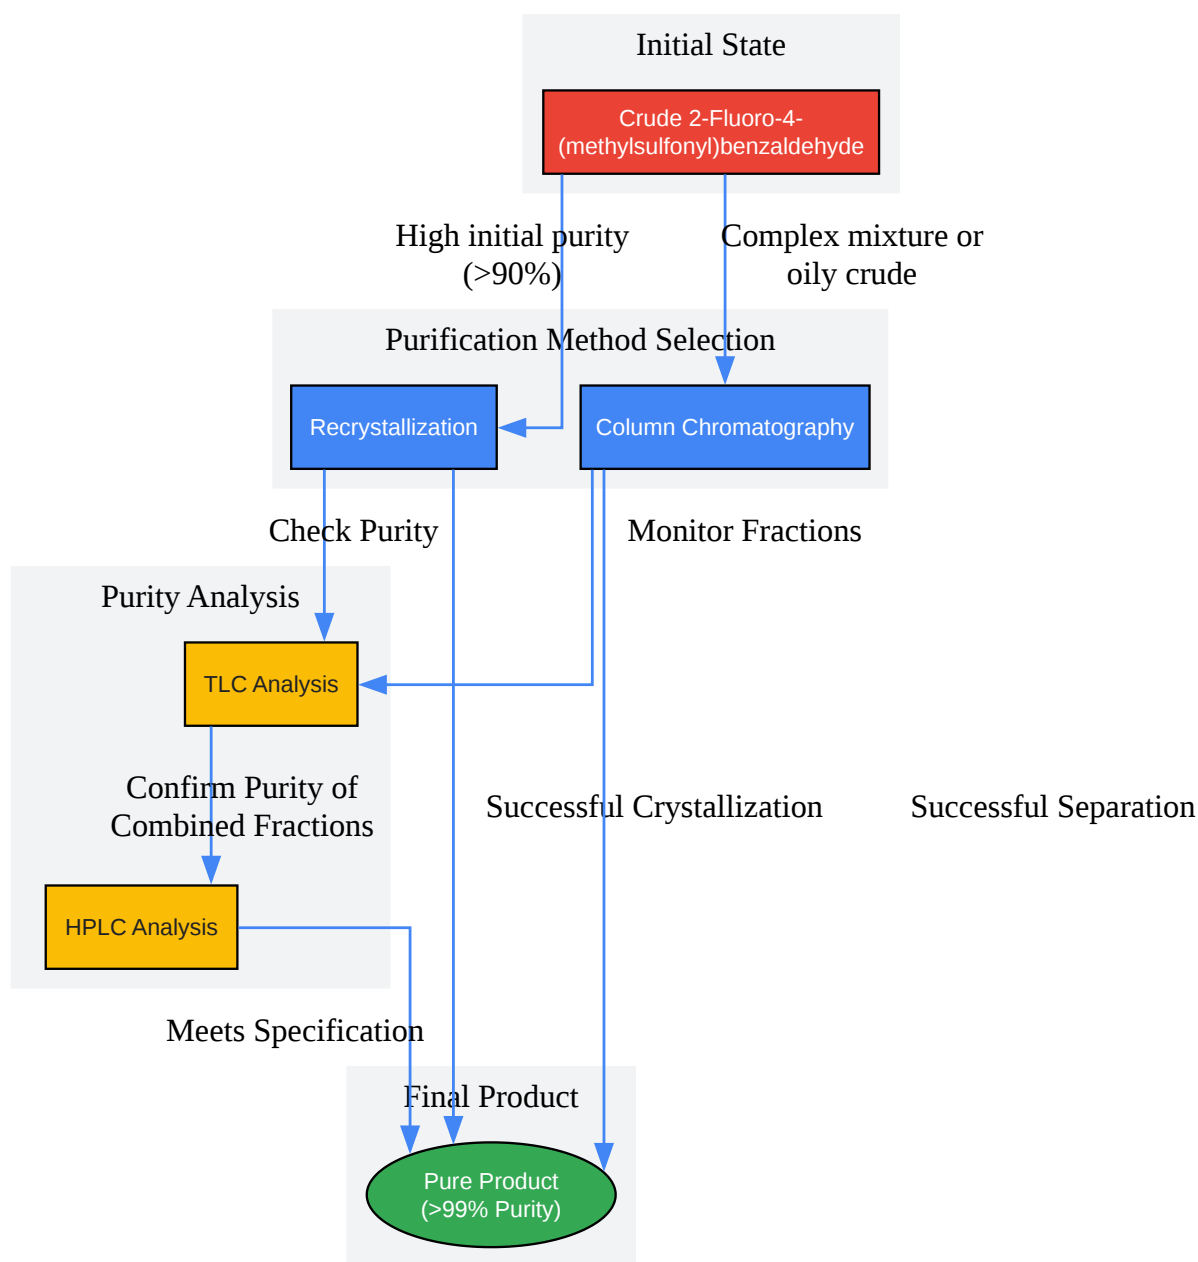 Initial State
Crude 2-Fluoro-4-
(methylsulfonyl)benzaldehyde
High initial purity
(>90%)
Complex mixture or
oily crude
Purification Method Selection
Recrystallization
Column Chromatography
Check Purity
Monitor Fractions
Purity Analysis
TLC Analysis
Confirm Purity of
Combined Fractions
Successful Crystallization
Successful Separation
HPLC Analysis
Meets Specification
Final Product
Pure Product
(>99% Purity)